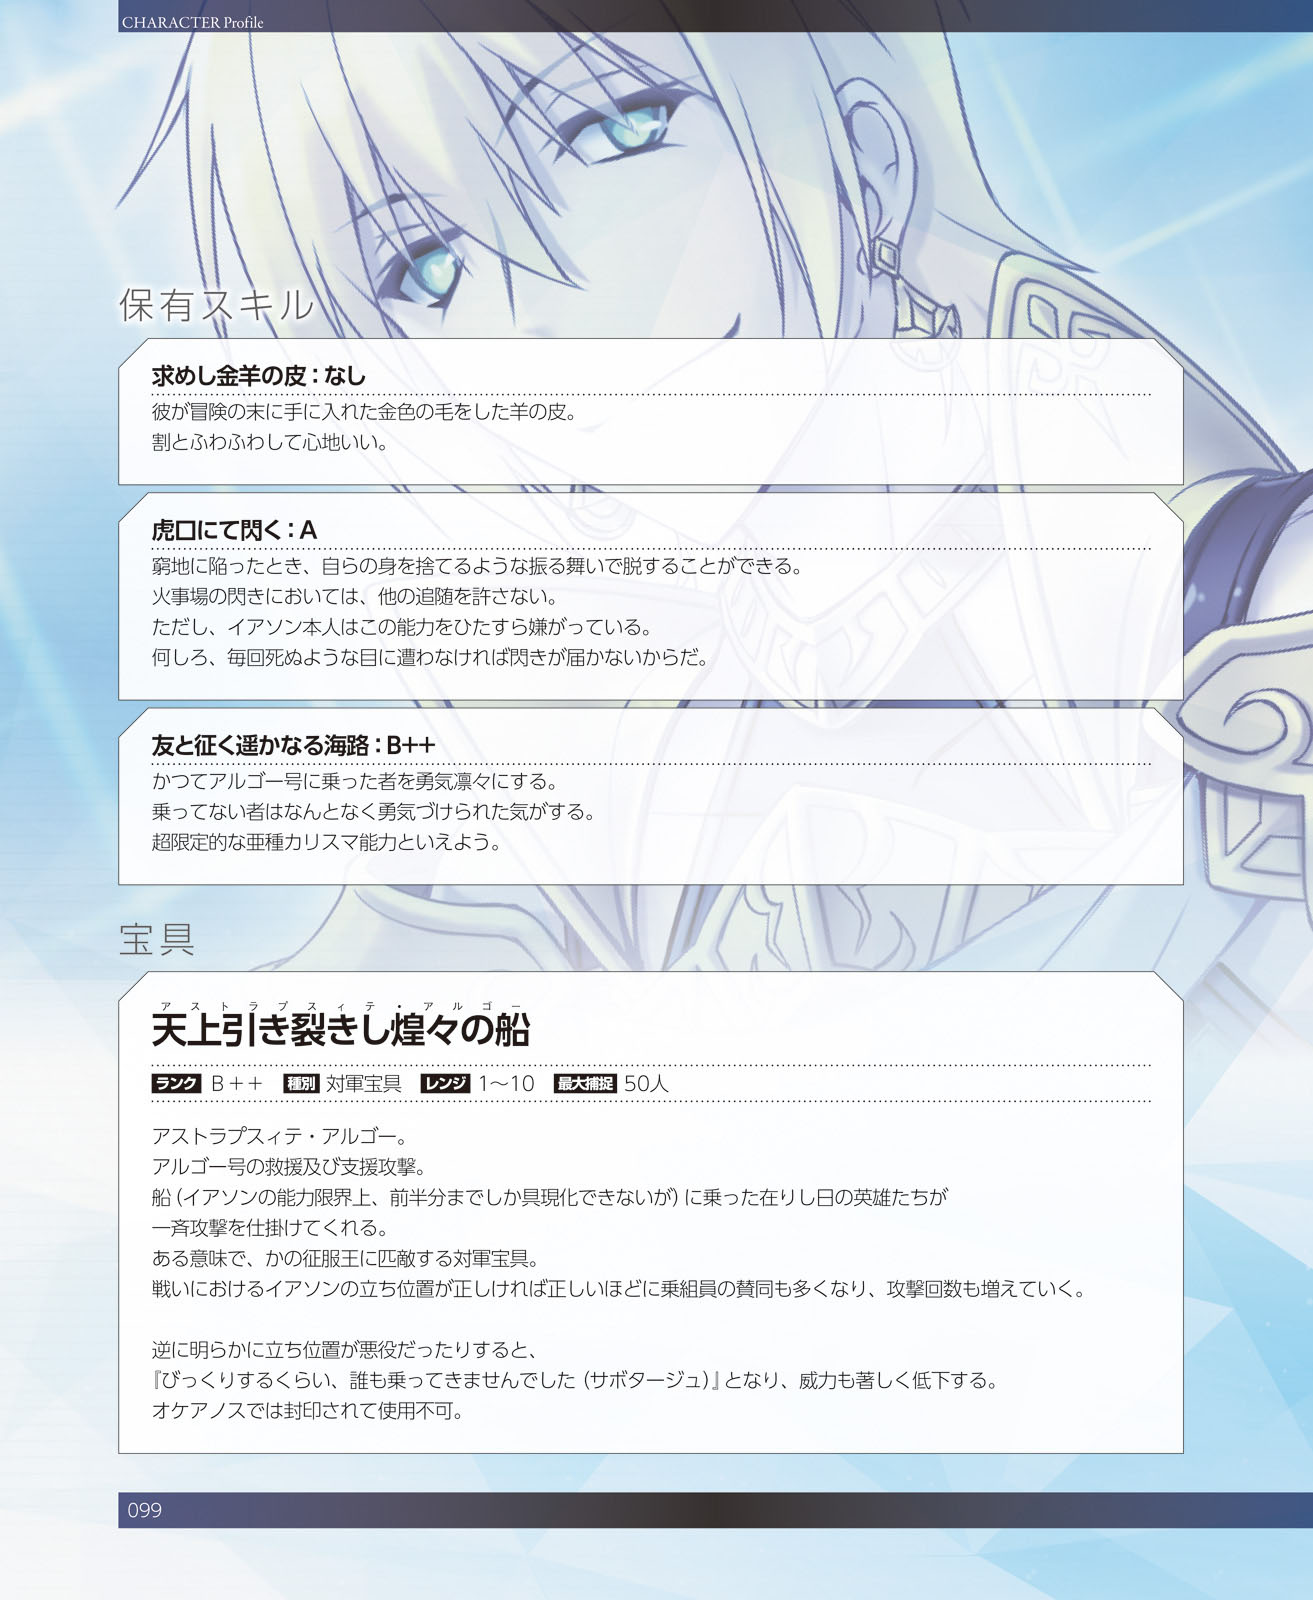 CHARACTER Profile
保有スキル
求めし金羊の皮：なし
彼が冒険の末に手に入れた金色の毛をした羊の皮。
割とふわふわして心地いい。
虎口にて閃く：A
窮地に陥ったとき、自らの身を捨てるような振る舞いで脱することができる。
火事場の閃きにおいては、他の追随を許さない。
ただし、イアソン本人はこの能力をひたすら嫌がっている。
何しろ、毎回死ぬような目に遭わなければ閃きが届かないからだ。
友と征く遥かなる海路：B++
かつてアルゴー号に乗った者を勇気凛々にする。
乗ってない者はなんとなく勇気づけられた気がする。
超限定的な亜種カリスマ能力といえよう。
宝具
アストラプスィテ・アルゴー
天上引き裂きし煌々の船
ランク B++ 種別 対軍宝具 レンジ 1〜10 最大捕捉 50人
アストラプスィテ・アルゴー。
アルゴー号の救援及び支援攻撃。
船（イアソンの能力限界上、前半分までしか具現化できないが）に乗った在りし日の英雄たちが
一斉攻撃を仕掛けてくれる。
ある意味で、かの征服王に匹敵する対軍宝具。
戦いにおけるイアソンの立ち位置が正しければ正しいほどに乗組員の賛同も多くなり、攻撃回数も増えていく。
逆に明らかに立ち位置が悪役だったりすると、
『びっくりするくらい、誰も乗ってきませんでした（サボタージュ）』となり、威力も著しく低下する。
オケアノスでは封印されて使用不可。
099